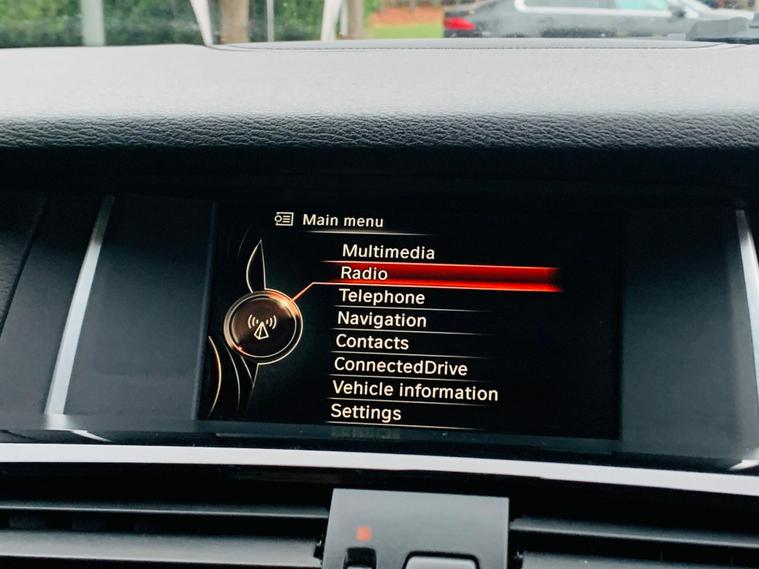 Main menu
Multimedia
Radio
Telephone
Navigation
Contacts
ConnectedDrive
Vehicle information
Settings